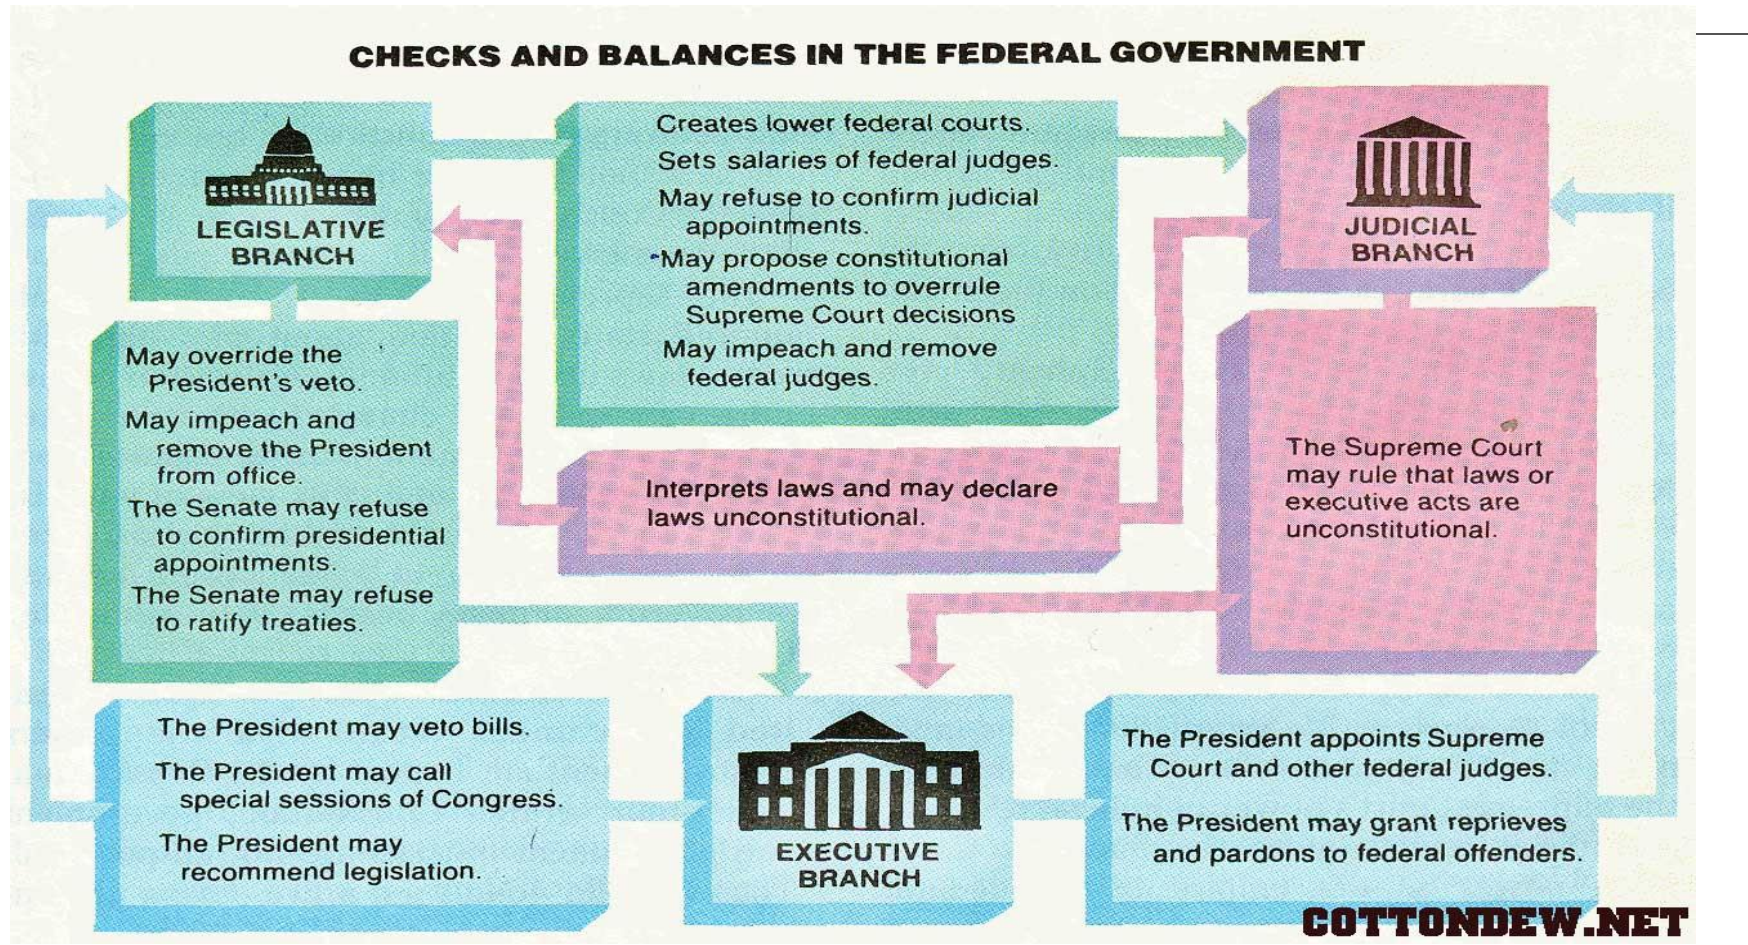 CHECKS AND BALANCES IN THE FEDERAL GOVERNMENT
LEGISLATIVE
BRANCH
Creates lower federal courts.
Sets salaries of federal judges.
May refuse to confirm judicial
appointments.
May propose constitutional
amendments to overrule
Supreme Court decisions
May impeach and remove
federal judges.
JUDICIAL
BRANCH
May override the
President's veto.
May impeach and
remove the President
from office.
The Senate may refuse
to confirm presidential
appointments.
The Senate may refuse
to ratify treaties.
Interprets laws and may declare
laws unconstitutional.
The Supreme Court
may rule that laws or
executive acts are
unconstitutional.
The President may veto bills.
The President may call
special sessions of Congress.
The President may
recommend legislation.
EXECUTIVE
BRANCH
The President appoints Supreme
Court and other federal judges.
The President may grant reprieves
and pardons to federal offenders.
COTTONDEW.NET